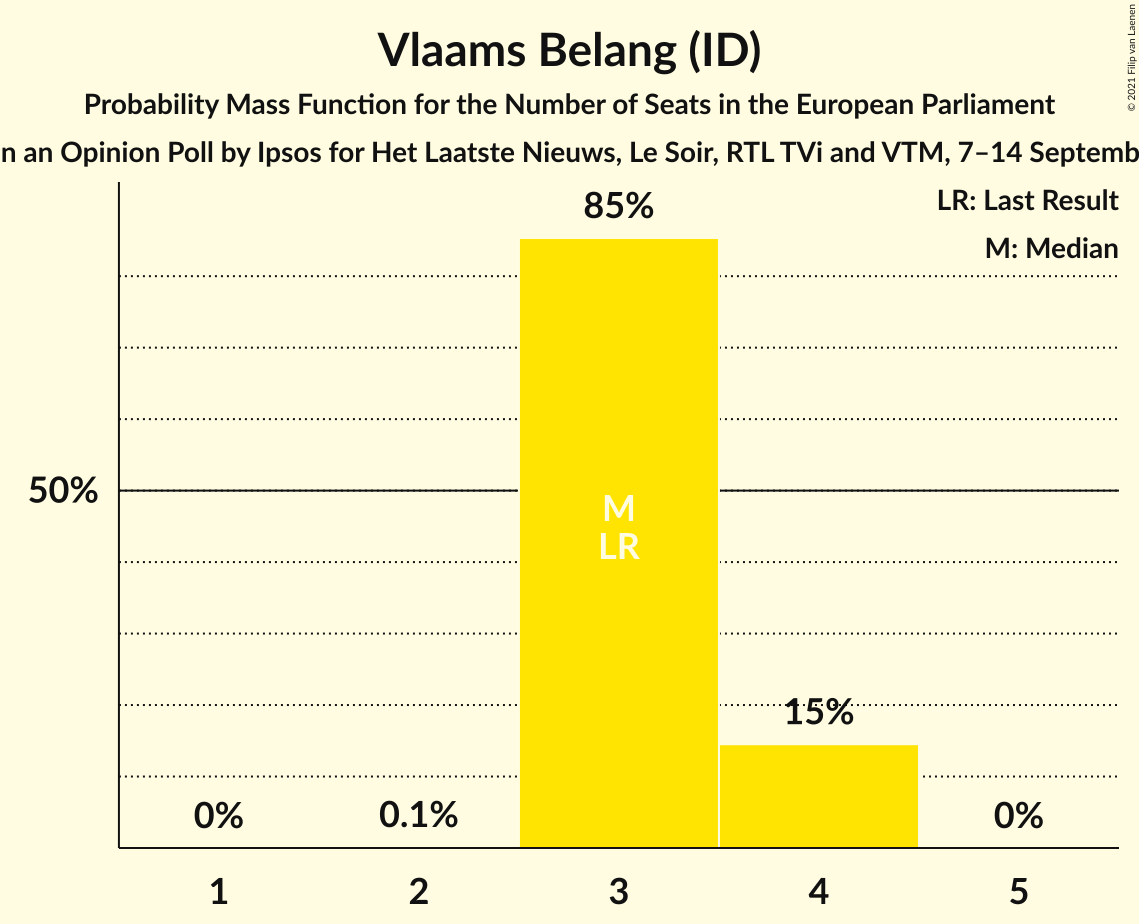 Vlaams Belang (ID)
Probability Mass Function for the Number of Seats in the European Parliament
an Opinion Poll by Ipsos for Het Laatste Nieuws, Le Soir, RTL TVi and VTM, 7–14
LR: Last Result
M: Median
85%
50%
M
LR
15%
0%
0.1%
0%
1
2
3
4
5
© 2021 Filip van Laenen